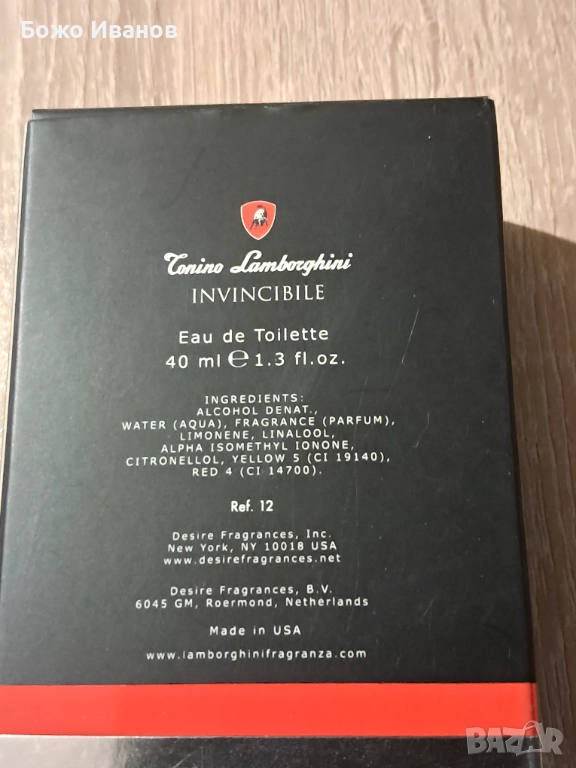 Божо Иванов
Tonino Lamborghini
INVINCIBILE
Eau de Toilette
40 ml ℮ 1.3 fl.oz.
INGREDIENTS:
ALCOHOL DENAT.,
WATER (AQUA), FRAGRANCE (PARFUM),
LIMONENE, LINALOOL,
ALPHA ISOMETHYL IONONE,
CITRONELLOL, YELLOW 5 (CI 19140),
RED 4 (CI 14700).
Ref. 12
Desire Fragrances, Inc.
New York, NY 10018 USA
www.desirefragrances.net
Desire Fragrances, B.V.
6045 GM, Roermond, Netherlands
Made in USA
www.lamborghinifragranza.com
BAZAR